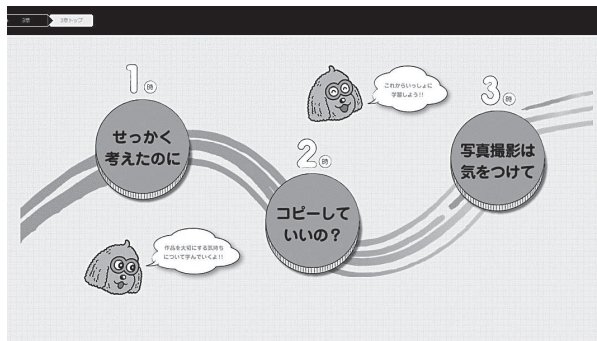 3章
3章トップ
1時
せっかく
考えたのに
2時
コピーして
いいの？
3時
写真撮影は
気をつけて
これからいっしょに
学習しよう!!
作品を大切にする気持ち
について学んでいくよ!!